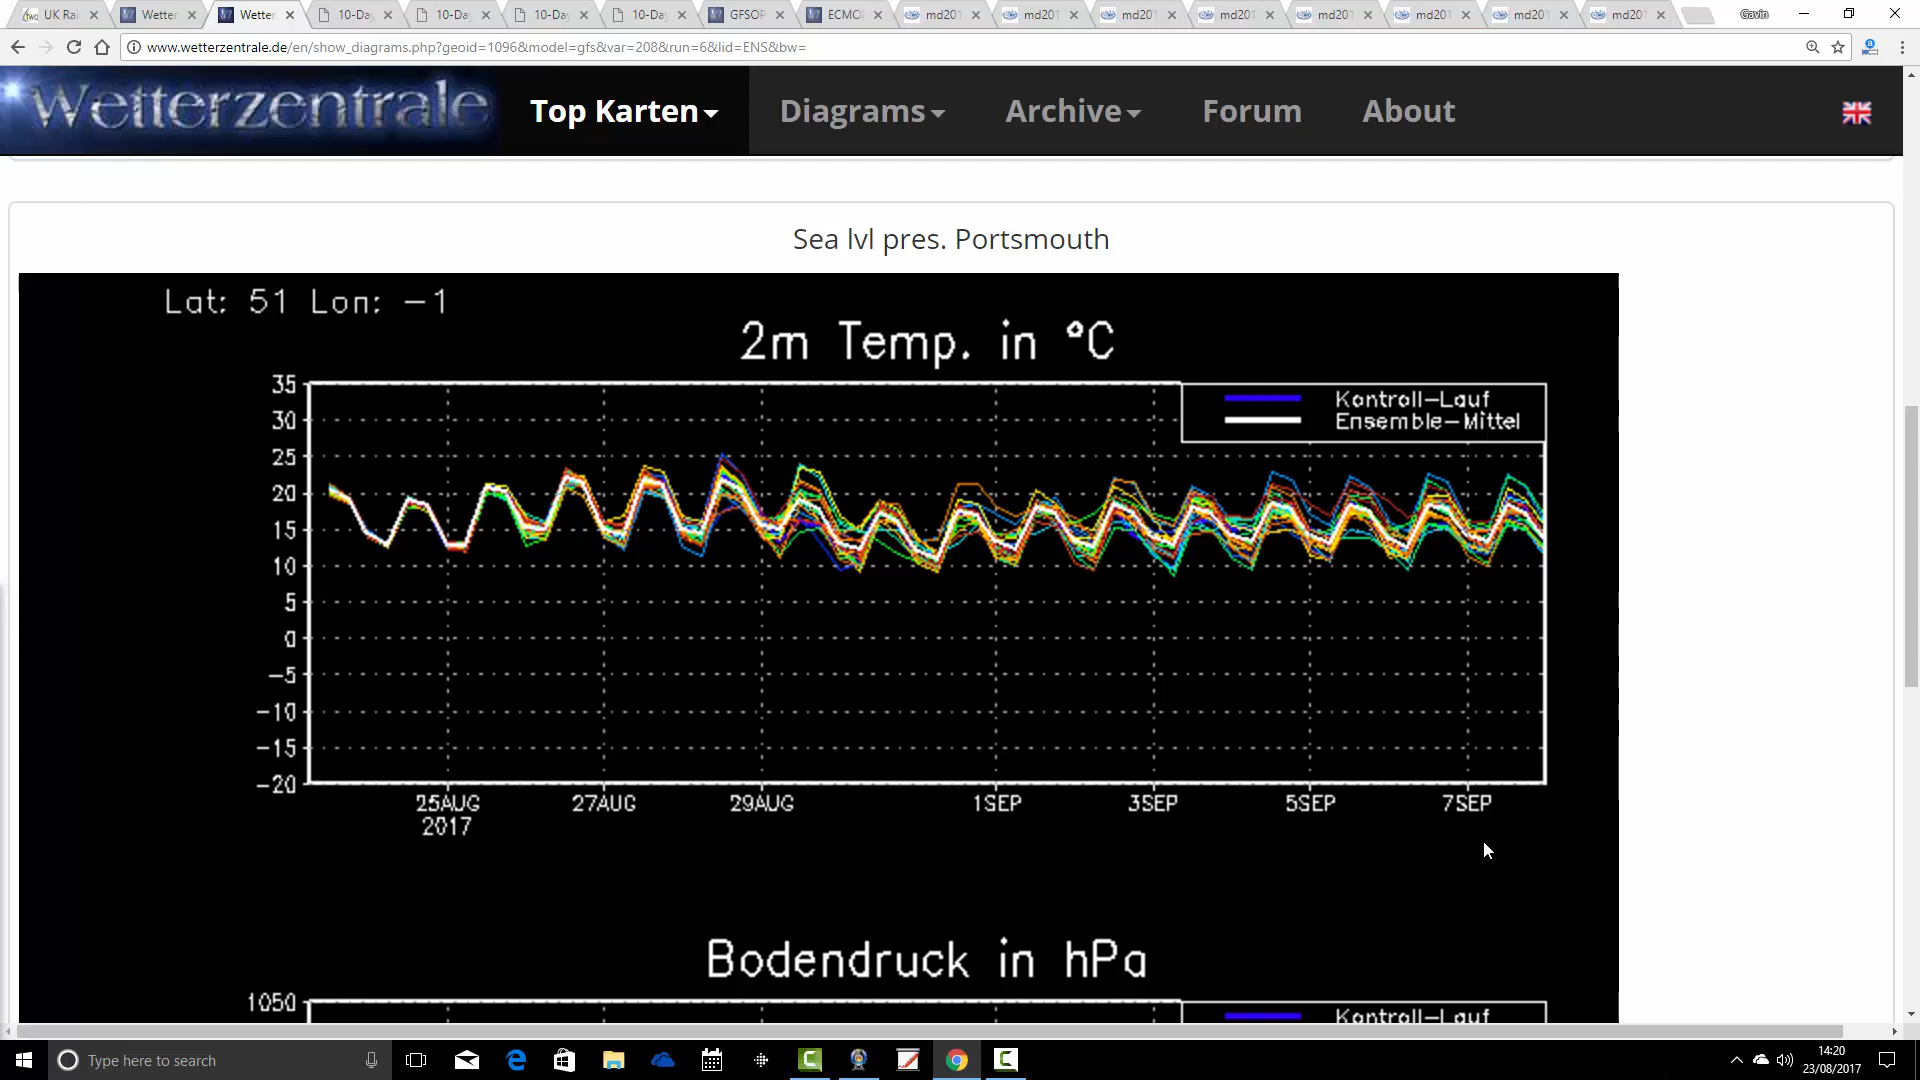 UK Rai
Wetter
Wetter
10-Da
10-Da
10-Da
10-Da
GFSOP
ECMO
md201
md201
md201
md201
md201
md201
md201
md201
Gavin
www.wetterzentrale.de/en/show_diagrams.php?geoid=1096&model=gfs&var=208&run=6&lid=ENS&bw=
Wetterzentrale
Top Karten
Diagrams
Archive
Forum
About
Sea lvl pres. Portsmouth
Lat: 51 Lon: -1
2m Temp. in °C
35
30
25
20
15
10
5
0
-5
-10
-15
-20
Kontroll-Lauf
Ensemble-Mittel
25AUG
2017
27AUG
29AUG
1SEP
3SEP
5SEP
7SEP
Bodendruck in hPa
1050
Kontroll-Lauf
Type here to search
14:20
23/08/2017